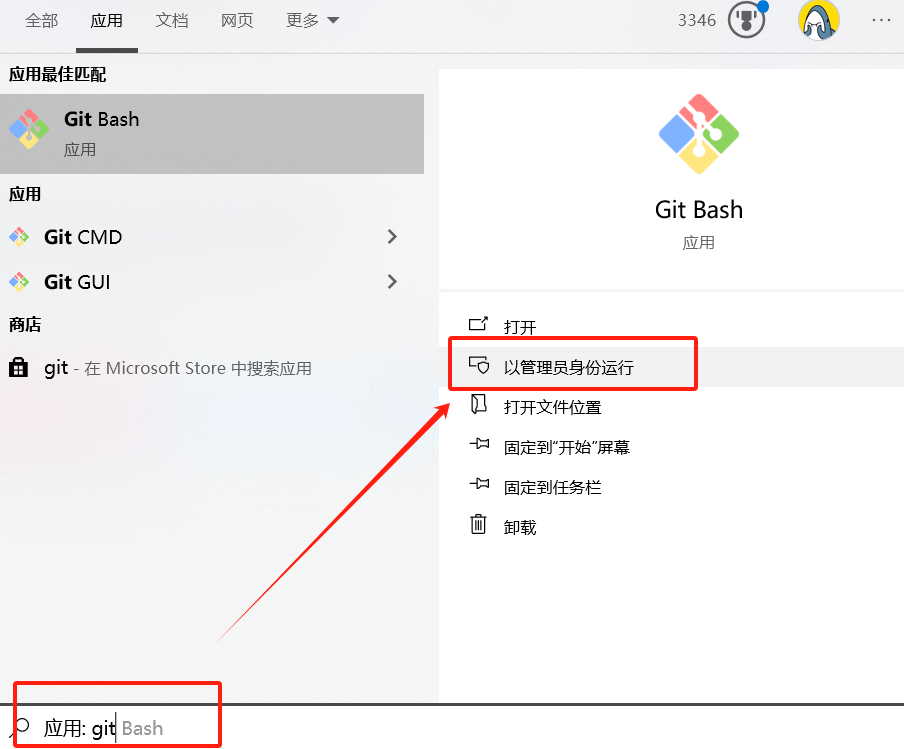 全部 应用 文档 网页 更多 3346
应用最佳匹配
Git Bash
应用
应用
Git CMD
Git GUI
商店
git - 在 Microsoft Store 中搜索应用
Git Bash
应用
打开
以管理员身份运行
打开文件位置
固定到“开始”屏幕
固定到任务栏
卸载
应用: git Bash